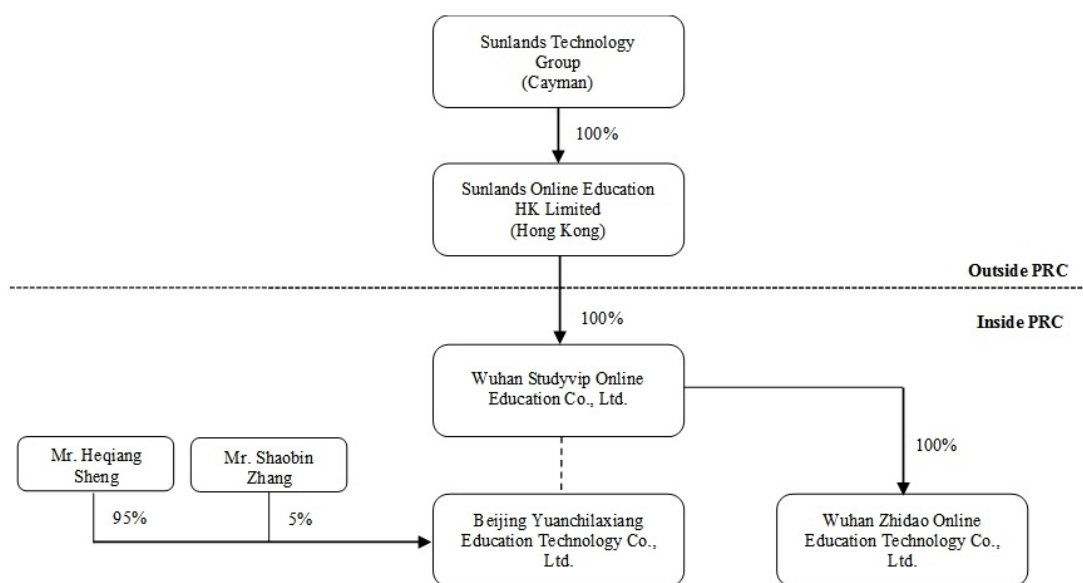 Sunlands Technology
Group
(Cayman)
100%
Sunlands Online Education
HK Limited
(Hong Kong)
Outside PRC
100%
Inside PRC
Wuhan Studyvip Online
Education Co., Ltd.
100%
Mr. Heqiang
Sheng
Mr. Shaobin
Zhang
95%
5%
Beijing Yuanchilaxiang
Education Technology Co.,
Ltd.
Wuhan Zhidao Online
Education Technology Co.,
Ltd.